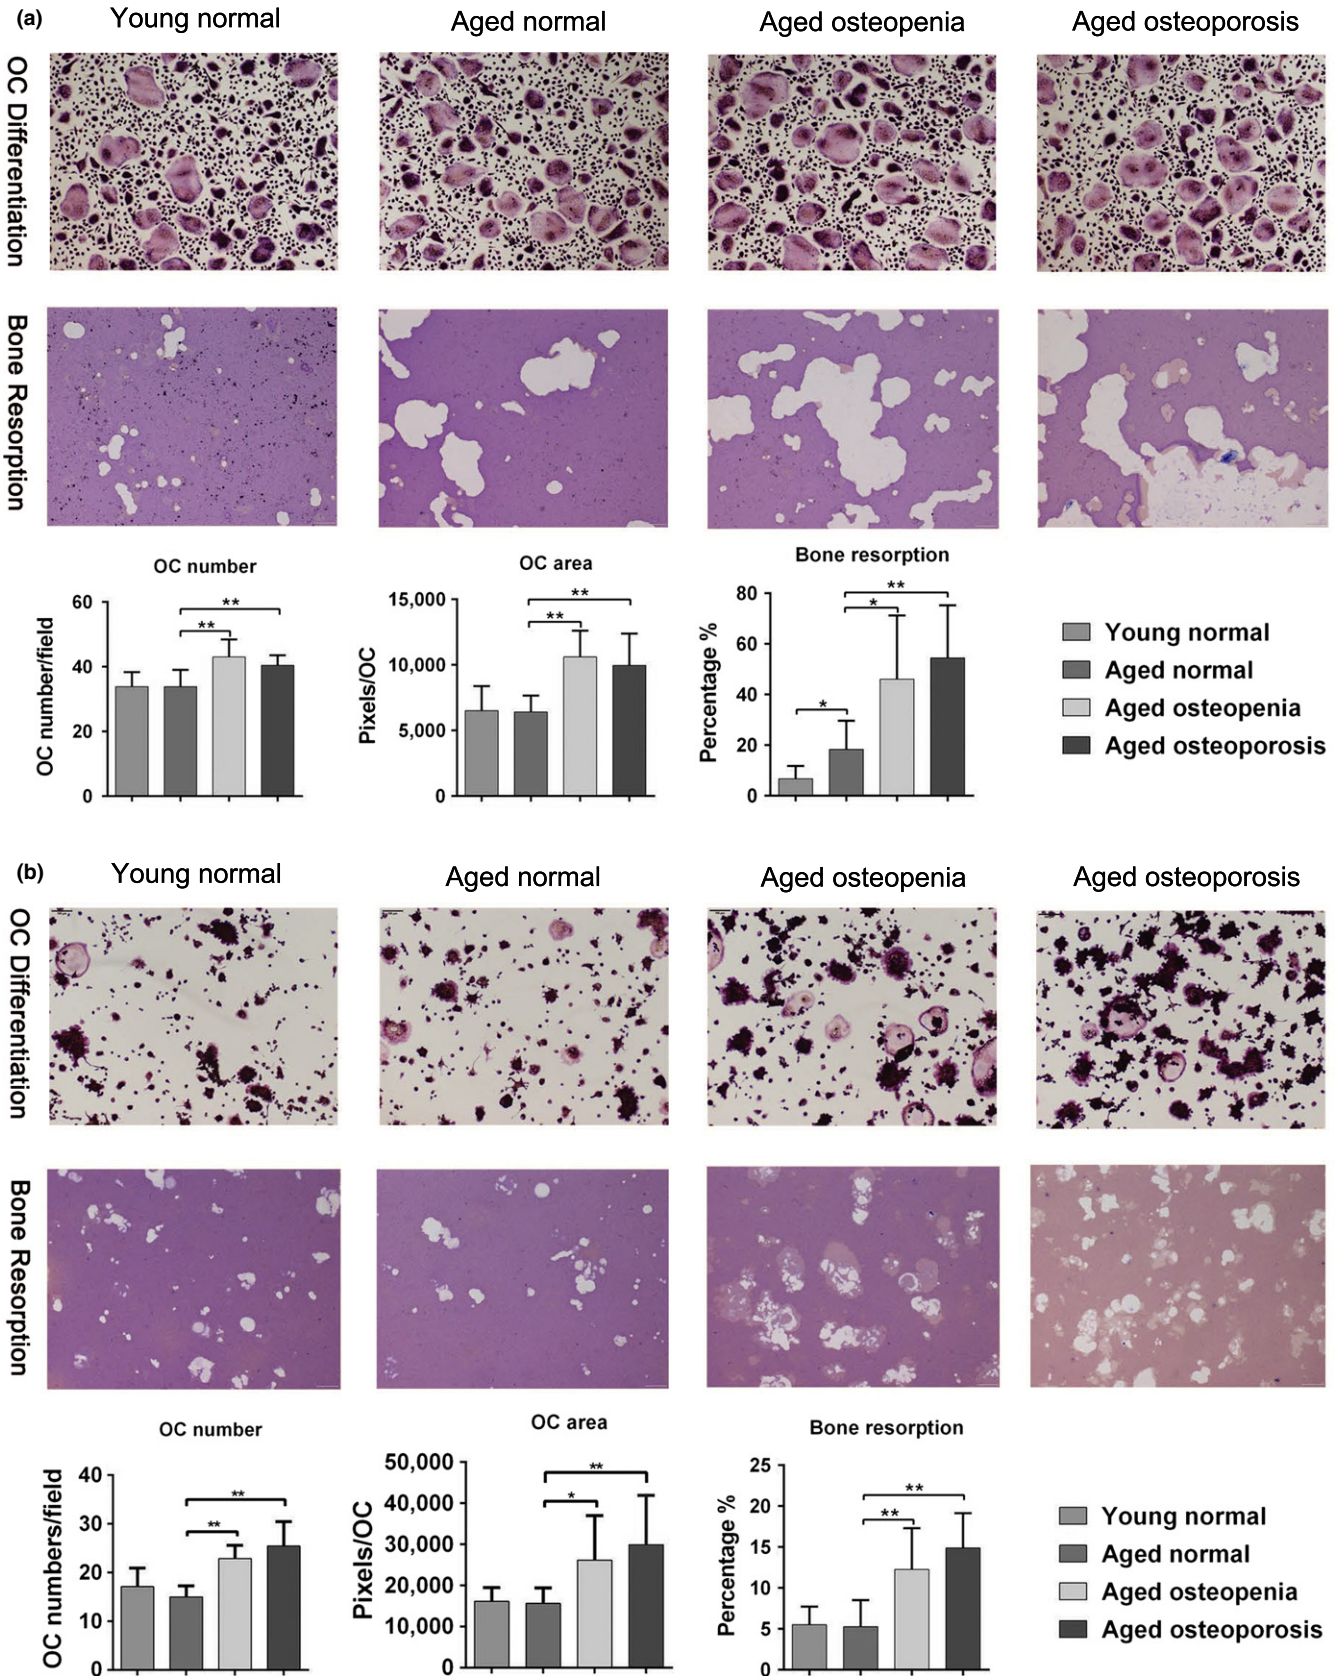 (a)
Young normal
Aged normal
Aged osteopenia
Aged osteoporosis
OC Differentiation
Bone Resorption
OC number
OC number/field
60
40
20
0
**
**
OC area
Pixels/OC
15,000
10,000
5,000
0
**
**
Bone resorption
Percentage %
80
60
40
20
0
**
*
*
Young normal
Aged normal
Aged osteopenia
Aged osteoporosis
(b)
Young normal
Aged normal
Aged osteopenia
Aged osteoporosis
OC Differentiation
Bone Resorption
OC number
OC numbers/field
40
30
20
10
0
**
**
OC area
Pixels/OC
50,000
40,000
30,000
20,000
10,000
0
**
*
Bone resorption
Percentage %
25
20
15
10
5
0
**
**
Young normal
Aged normal
Aged osteopenia
Aged osteoporosis